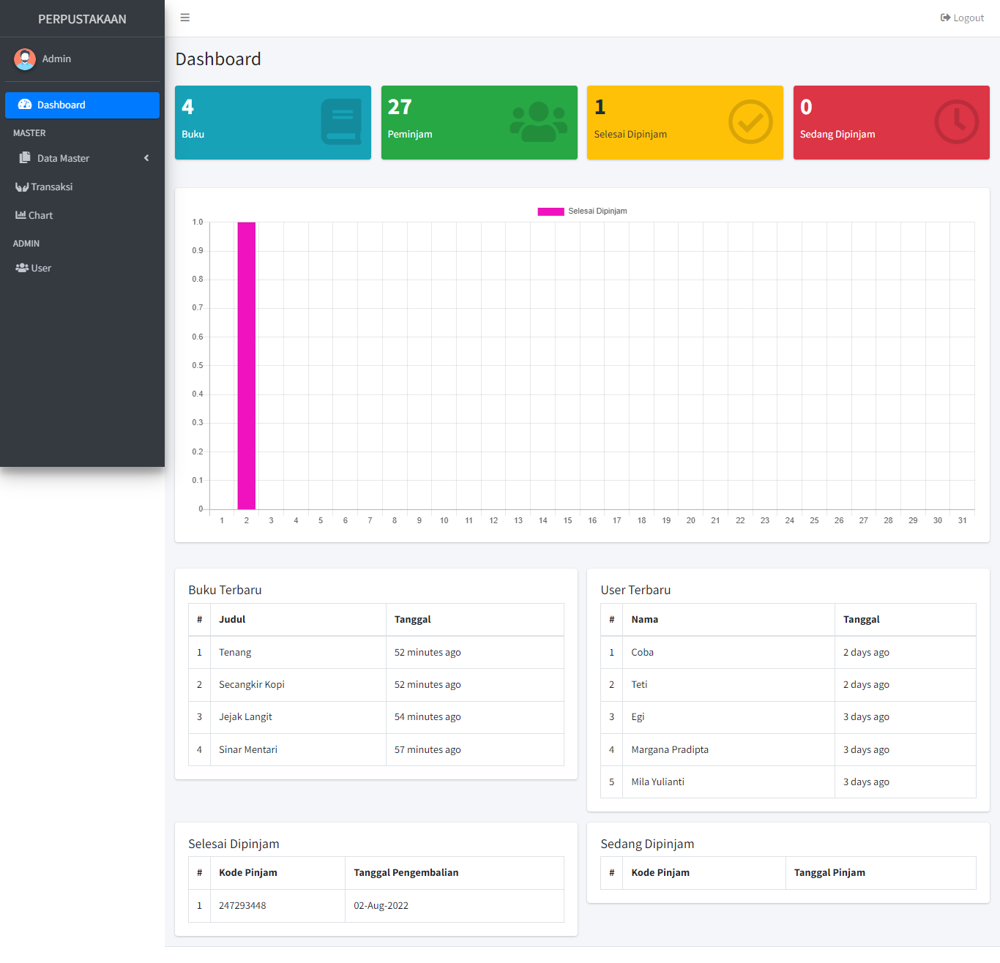 PERPUSTAKAAN
Logout
Admin
Dashboard
MASTER
Data Master
Transaksi
Chart
ADMIN
User
Dashboard
4
Buku
27
Peminjam
1
Selesai Dipinjam
0
Sedang Dipinjam
Selesai Dipinjam
1.0
0.9
0.8
0.7
0.6
0.5
0.4
0.3
0.2
0.1
0
1 2 3 4 5 6 7 8 9 10 11 12 13 14 15 16 17 18 19 20 21 22 23 24 25 26 27 28 29 30 31
Buku Terbaru
# Judul Tanggal
1 Tenang 52 minutes ago
2 Secangkir Kopi 52 minutes ago
3 Jejak Langit 54 minutes ago
4 Sinar Mentari 57 minutes ago
User Terbaru
# Nama Tanggal
1 Coba 2 days ago
2 Teti 2 days ago
3 Egi 3 days ago
4 Margana Pradipta 3 days ago
5 Mila Yulianti 3 days ago
Selesai Dipinjam
# Kode Pinjam Tanggal Pengembalian
1 247293448 02-Aug-2022
Sedang Dipinjam
# Kode Pinjam Tanggal Pinjam